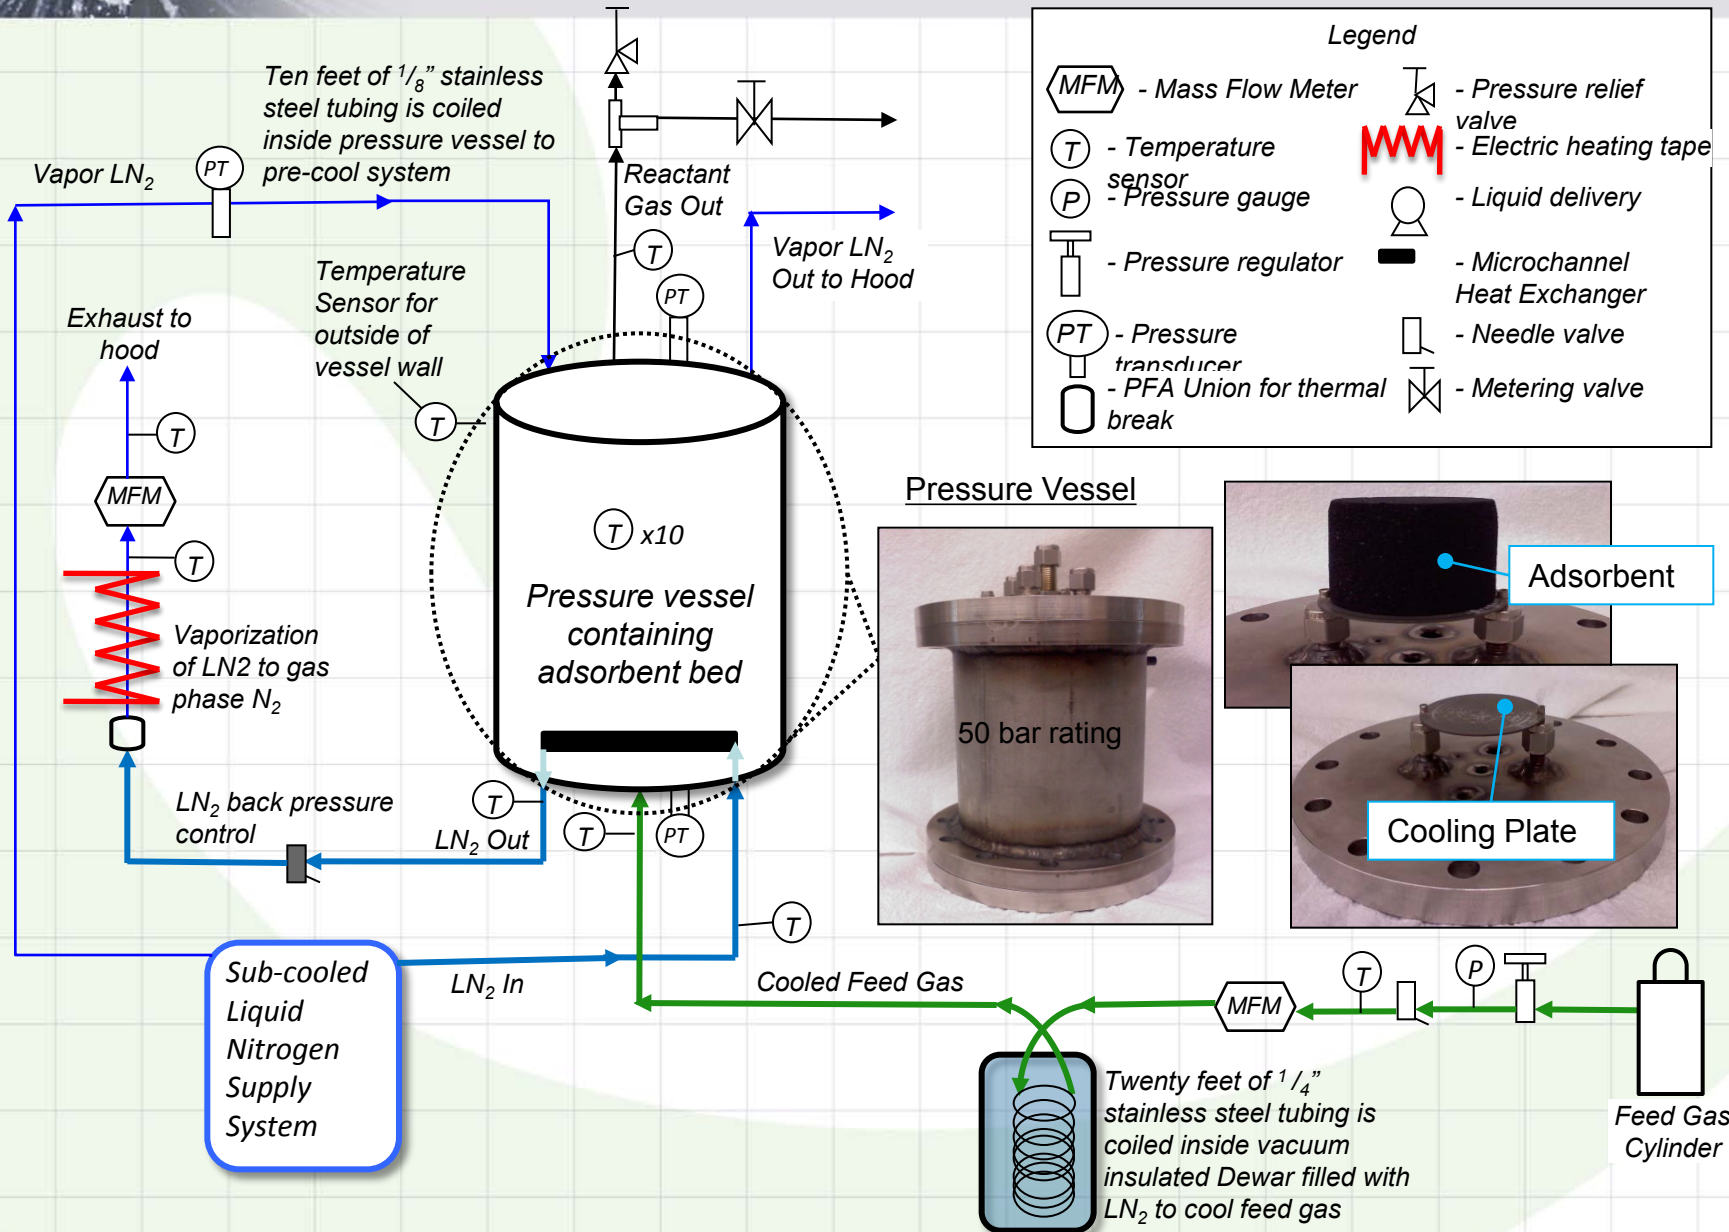 Ten feet of 1/8” stainless
steel tubing is coiled
inside pressure vessel to
pre-cool system
Vapor LN2
PT
Reactant
Gas Out
T
PT
Vapor LN2
Out to Hood
Temperature
Sensor for
outside of
vessel wall
T
Exhaust to
hood
T
MFM
T
Vaporization
of LN2 to gas
phase N2
T x10
Pressure vessel
containing
adsorbent bed
LN2 back pressure
control
T
LN2 Out
T
PT
T
Sub-cooled
Liquid
Nitrogen
Supply
System
LN2 In
Cooled Feed Gas
MFM
T
P
Twenty feet of 1/4”
stainless steel tubing is
coiled inside vacuum
insulated Dewar filled with
LN2 to cool feed gas
Feed Gas
Cylinder
Legend
MFM - Mass Flow Meter
T - Temperature
sensor
P - Pressure gauge
- Pressure regulator
PT - Pressure
transducer
- PFA Union for thermal
break
- Pressure relief
valve
- Electric heating tape
- Liquid delivery
- Microchannel
Heat Exchanger
- Needle valve
- Metering valve
Pressure Vessel
50 bar rating
Adsorbent
Cooling Plate